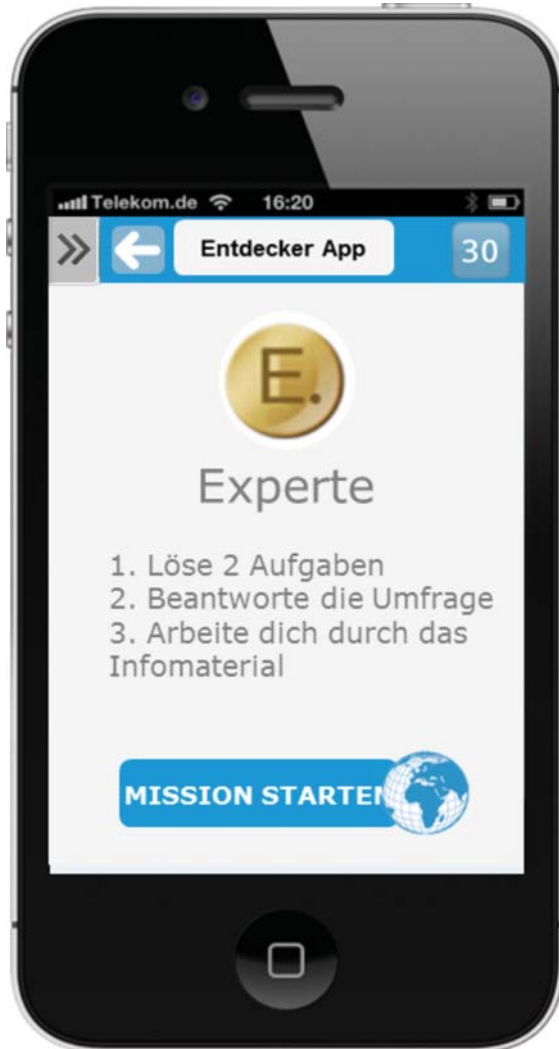 Telekom.de 16:20
Entdecker App
30
E.
Experte
1. Löse 2 Aufgaben
2. Beantworte die Umfrage
3. Arbeite dich durch das
Infomaterial
MISSION STARTEN